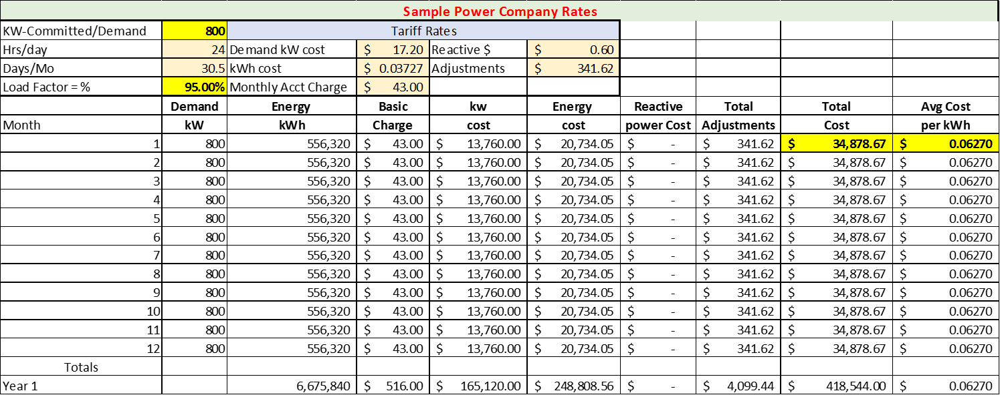 Sample Power Company Rates
KW-Committed/Demand 800 Tariff Rates
Hrs/day 24 Demand kW cost $ 17.20 Reactive $ $ 0.60
Days/Mo 30.5 kWh cost $ 0.03727 Adjustments $ 341.62
Load Factor = % 95.00% Monthly Acct Charge $ 43.00
Demand Energy Basic kw Energy Reactive Total Total Avg Cost
Month kW kWh Charge cost cost power Cost Adjustments Cost per kWh
1 800 556,320 $ 43.00 $ 13,760.00 $ 20,734.05 $ - $ 341.62 $ 34,878.67 $ 0.06270
2 800 556,320 $ 43.00 $ 13,760.00 $ 20,734.05 $ - $ 341.62 $ 34,878.67 $ 0.06270
3 800 556,320 $ 43.00 $ 13,760.00 $ 20,734.05 $ - $ 341.62 $ 34,878.67 $ 0.06270
4 800 556,320 $ 43.00 $ 13,760.00 $ 20,734.05 $ - $ 341.62 $ 34,878.67 $ 0.06270
5 800 556,320 $ 43.00 $ 13,760.00 $ 20,734.05 $ - $ 341.62 $ 34,878.67 $ 0.06270
6 800 556,320 $ 43.00 $ 13,760.00 $ 20,734.05 $ - $ 341.62 $ 34,878.67 $ 0.06270
7 800 556,320 $ 43.00 $ 13,760.00 $ 20,734.05 $ - $ 341.62 $ 34,878.67 $ 0.06270
8 800 556,320 $ 43.00 $ 13,760.00 $ 20,734.05 $ - $ 341.62 $ 34,878.67 $ 0.06270
9 800 556,320 $ 43.00 $ 13,760.00 $ 20,734.05 $ - $ 341.62 $ 34,878.67 $ 0.06270
10 800 556,320 $ 43.00 $ 13,760.00 $ 20,734.05 $ - $ 341.62 $ 34,878.67 $ 0.06270
11 800 556,320 $ 43.00 $ 13,760.00 $ 20,734.05 $ - $ 341.62 $ 34,878.67 $ 0.06270
12 800 556,320 $ 43.00 $ 13,760.00 $ 20,734.05 $ - $ 341.62 $ 34,878.67 $ 0.06270
Totals
Year 1 6,675,840 $ 516.00 $ 165,120.00 $ 248,808.56 $ - $ 4,099.44 $ 418,544.00 $ 0.06270